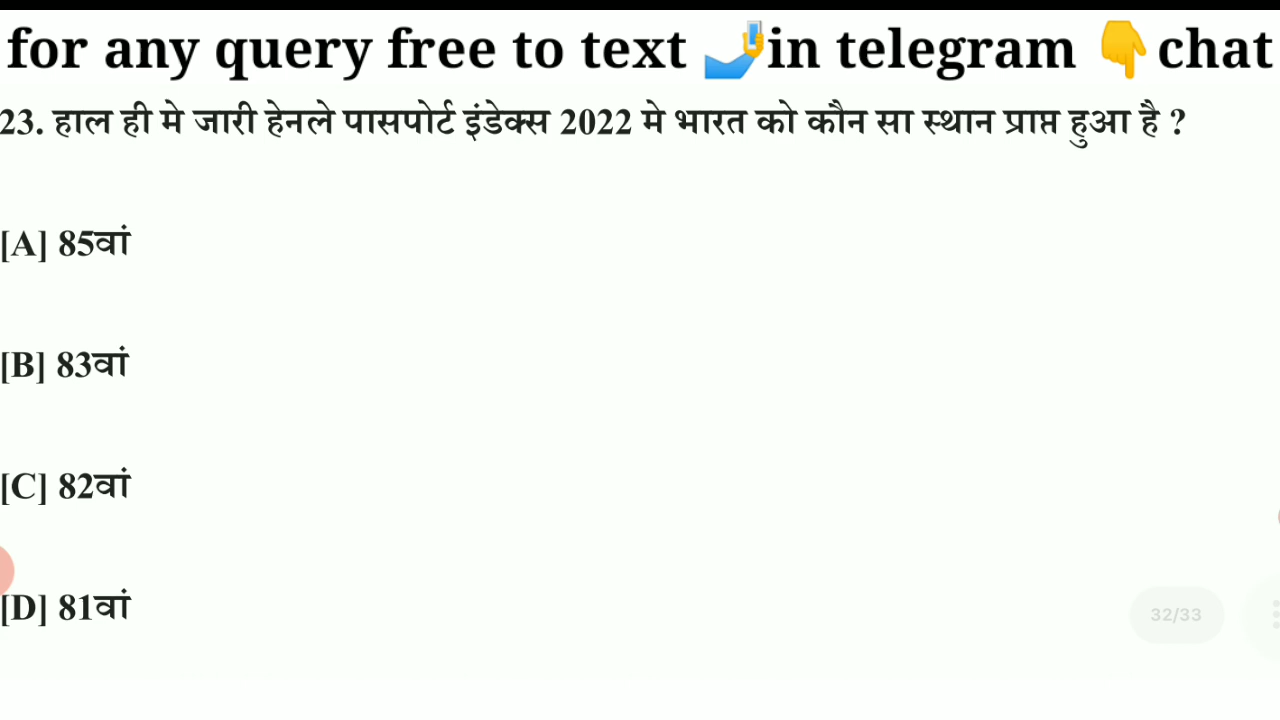 for any query free to text 🤳in telegram 👇chat
23. हाल ही मे जारी हेनले पासपोर्ट इंडेक्स 2022 मे भारत को कौन सा स्थान प्राप्त हुआ है ?
[A] 85वां
[B] 83वां
[C] 82वां
[D] 81वां
32/33